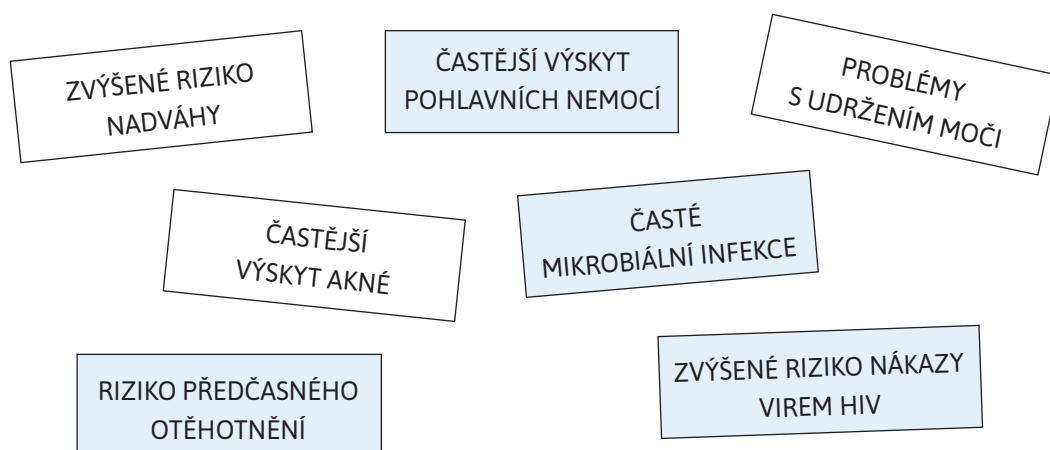 ZVÝŠENÉ RIZIKO
NADVÁHY
ČASTĚJŠÍ VÝSKYT
POHLAVNÍCH NEMOCÍ
PROBLÉMY
S UDRŽENÍM MOČI
ČASTĚJŠÍ
VÝSKYT AKNÉ
ČASTÉ
MIKROBIÁLNÍ INFEKCE
RIZIKO PŘEDČASNÉHO
OTĚHOTNĚNÍ
ZVÝŠENÉ RIZIKO NÁKAZY
VIREM HIV